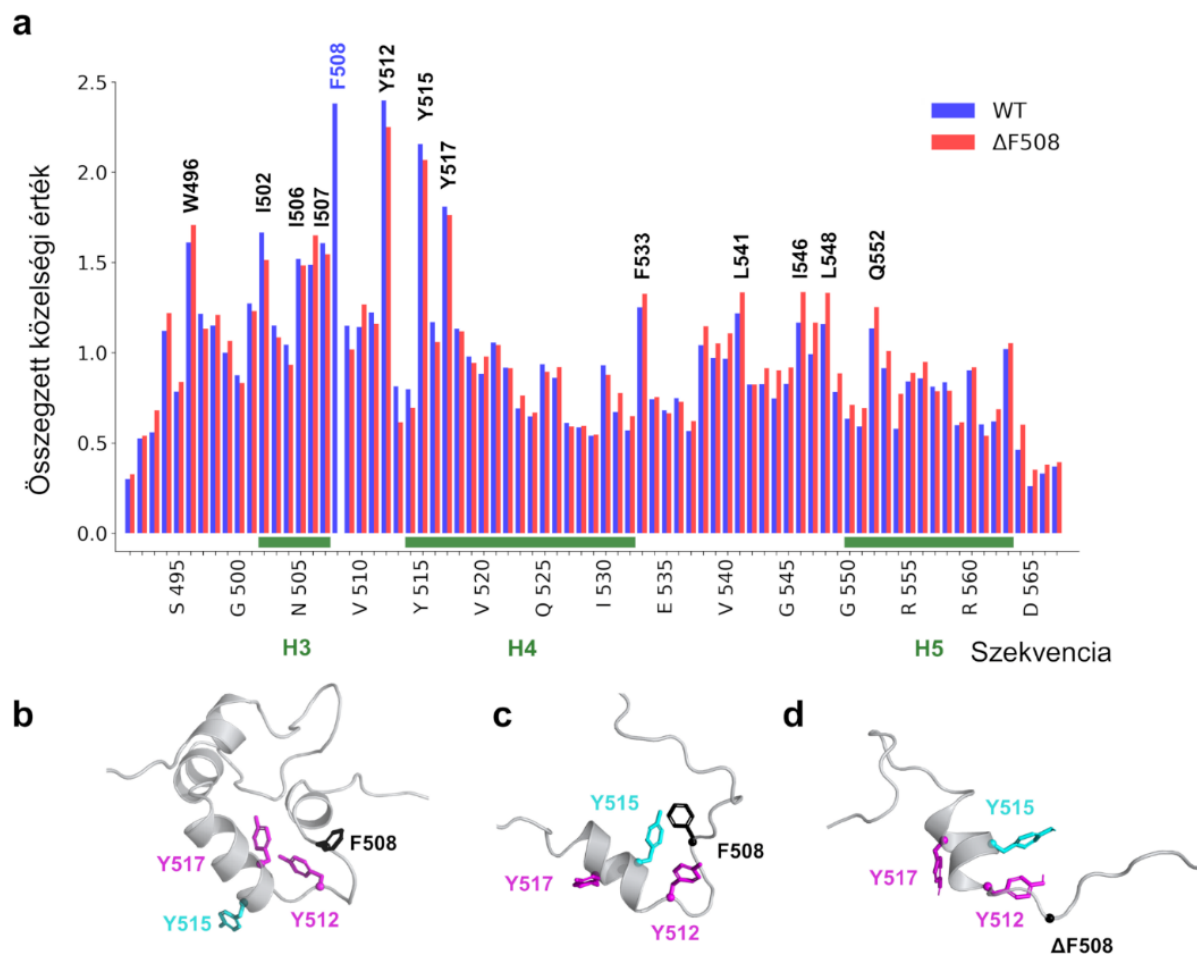 a
Összegzett közelségi érték
2.5
2.0
1.5
1.0
0.5
0.0
W496
I502
I506
I507
F508
Y512
Y515
Y517
F533
L541
I546
L548
Q552
WT
ΔF508
S 495
G 500
N 505
V 510
Y 515
V 520
Q 525
I 530
E 535
V 540
G 545
G 550
R 555
R 560
D 565
H3
H4
H5
Szekvencia
b
Y517
F508
Y515
Y512
c
Y515
F508
Y517
Y512
d
Y515
Y517
Y512
ΔF508